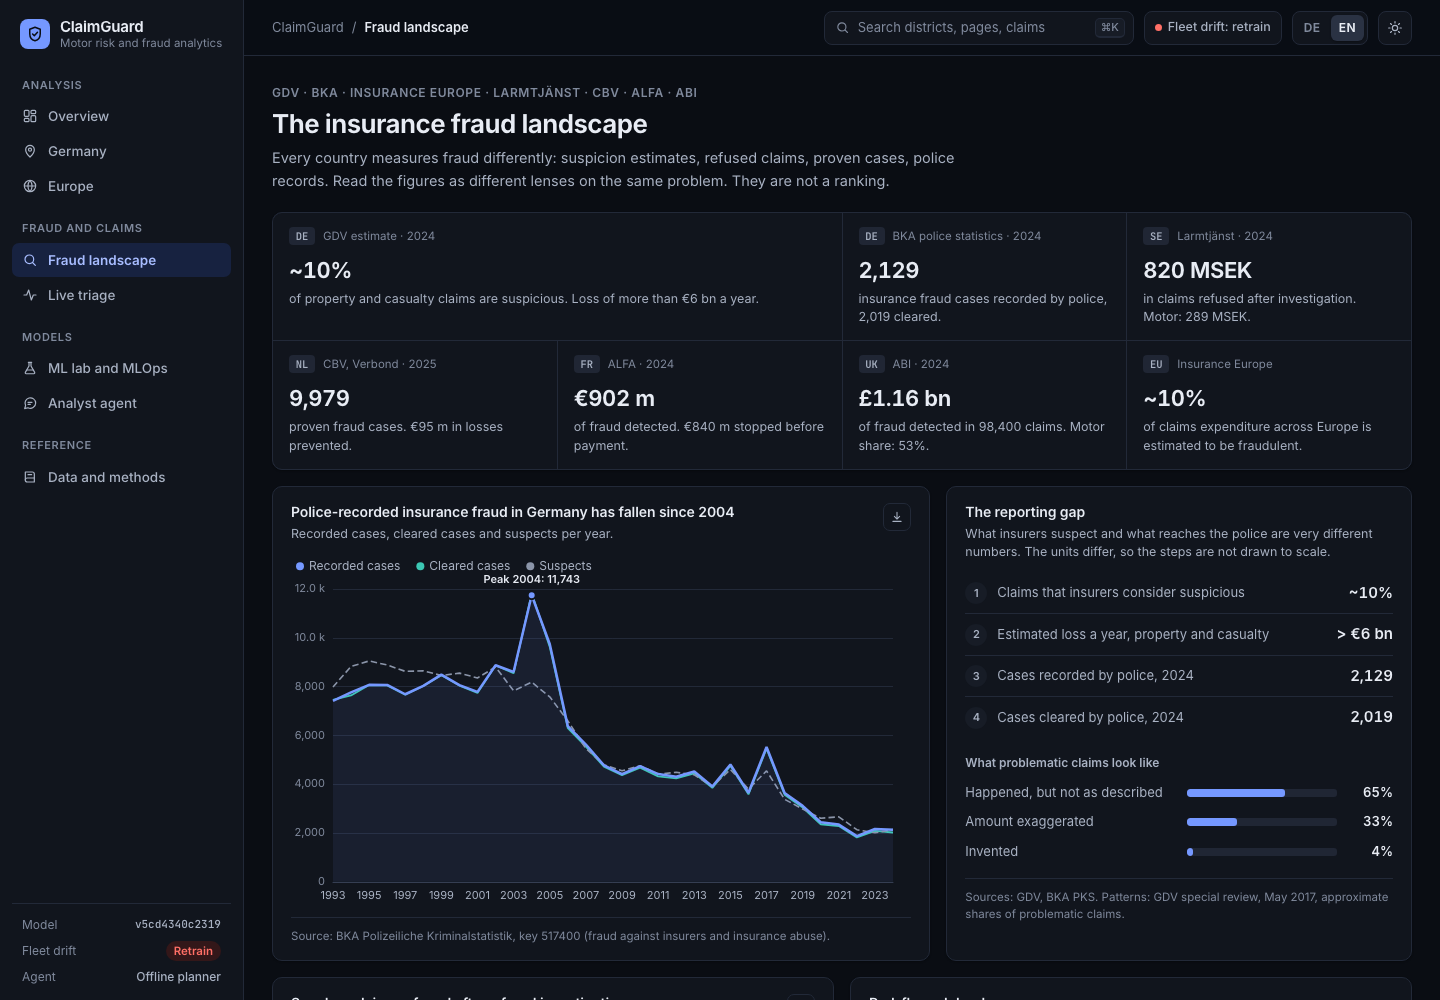 ClaimGuard
Motor risk and fraud analytics
ANALYSIS
Overview
Germany
Europe
FRAUD AND CLAIMS
Fraud landscape
Live triage
MODELS
ML lab and MLOps
Analyst agent
REFERENCE
Data and methods
Model v5cd4340c2319
Fleet drift Retrain
Agent Offline planner
ClaimGuard / Fraud landscape
Search districts, pages, claims ⌘K
Fleet drift: retrain
DE EN
GDV · BKA · INSURANCE EUROPE · LARMTJÄNST · CBV · ALFA · ABI
The insurance fraud landscape
Every country measures fraud differently: suspicion estimates, refused claims, proven cases, police
records. Read the figures as different lenses on the same problem. They are not a ranking.
DE GDV estimate · 2024
~10%
of property and casualty claims are suspicious. Loss of more than €6 bn a year.
DE BKA police statistics · 2024
2,129
insurance fraud cases recorded by police,
2,019 cleared.
SE Larmtjänst · 2024
820 MSEK
in claims refused after investigation.
Motor: 289 MSEK.
NL CBV, Verbond · 2025
9,979
proven fraud cases. €95 m in losses
prevented.
FR ALFA · 2024
€902 m
of fraud detected. €840 m stopped before
payment.
UK ABI · 2024
£1.16 bn
of fraud detected in 98,400 claims. Motor
share: 53%.
EU Insurance Europe
~10%
of claims expenditure across Europe is
estimated to be fraudulent.
Police-recorded insurance fraud in Germany has fallen since 2004
Recorded cases, cleared cases and suspects per year.
Recorded cases Cleared cases Suspects
Peak 2004: 11,743
12.0 k
10.0 k
8,000
6,000
4,000
2,000
0
1993 1995 1997 1999 2001 2003 2005 2007 2009 2011 2013 2015 2017 2019 2021 2023
Source: BKA Polizeiliche Kriminalstatistik, key 517400 (fraud against insurers and insurance abuse).
The reporting gap
What insurers suspect and what reaches the police are very different
numbers. The units differ, so the steps are not drawn to scale.
1 Claims that insurers consider suspicious ~10%
2 Estimated loss a year, property and casualty > €6 bn
3 Cases recorded by police, 2024 2,129
4 Cases cleared by police, 2024 2,019
What problematic claims look like
Happened, but not as described 65%
Amount exaggerated 33%
Invented 4%
Sources: GDV, BKA PKS. Patterns: GDV special review, May 2017, approximate
shares of problematic claims.